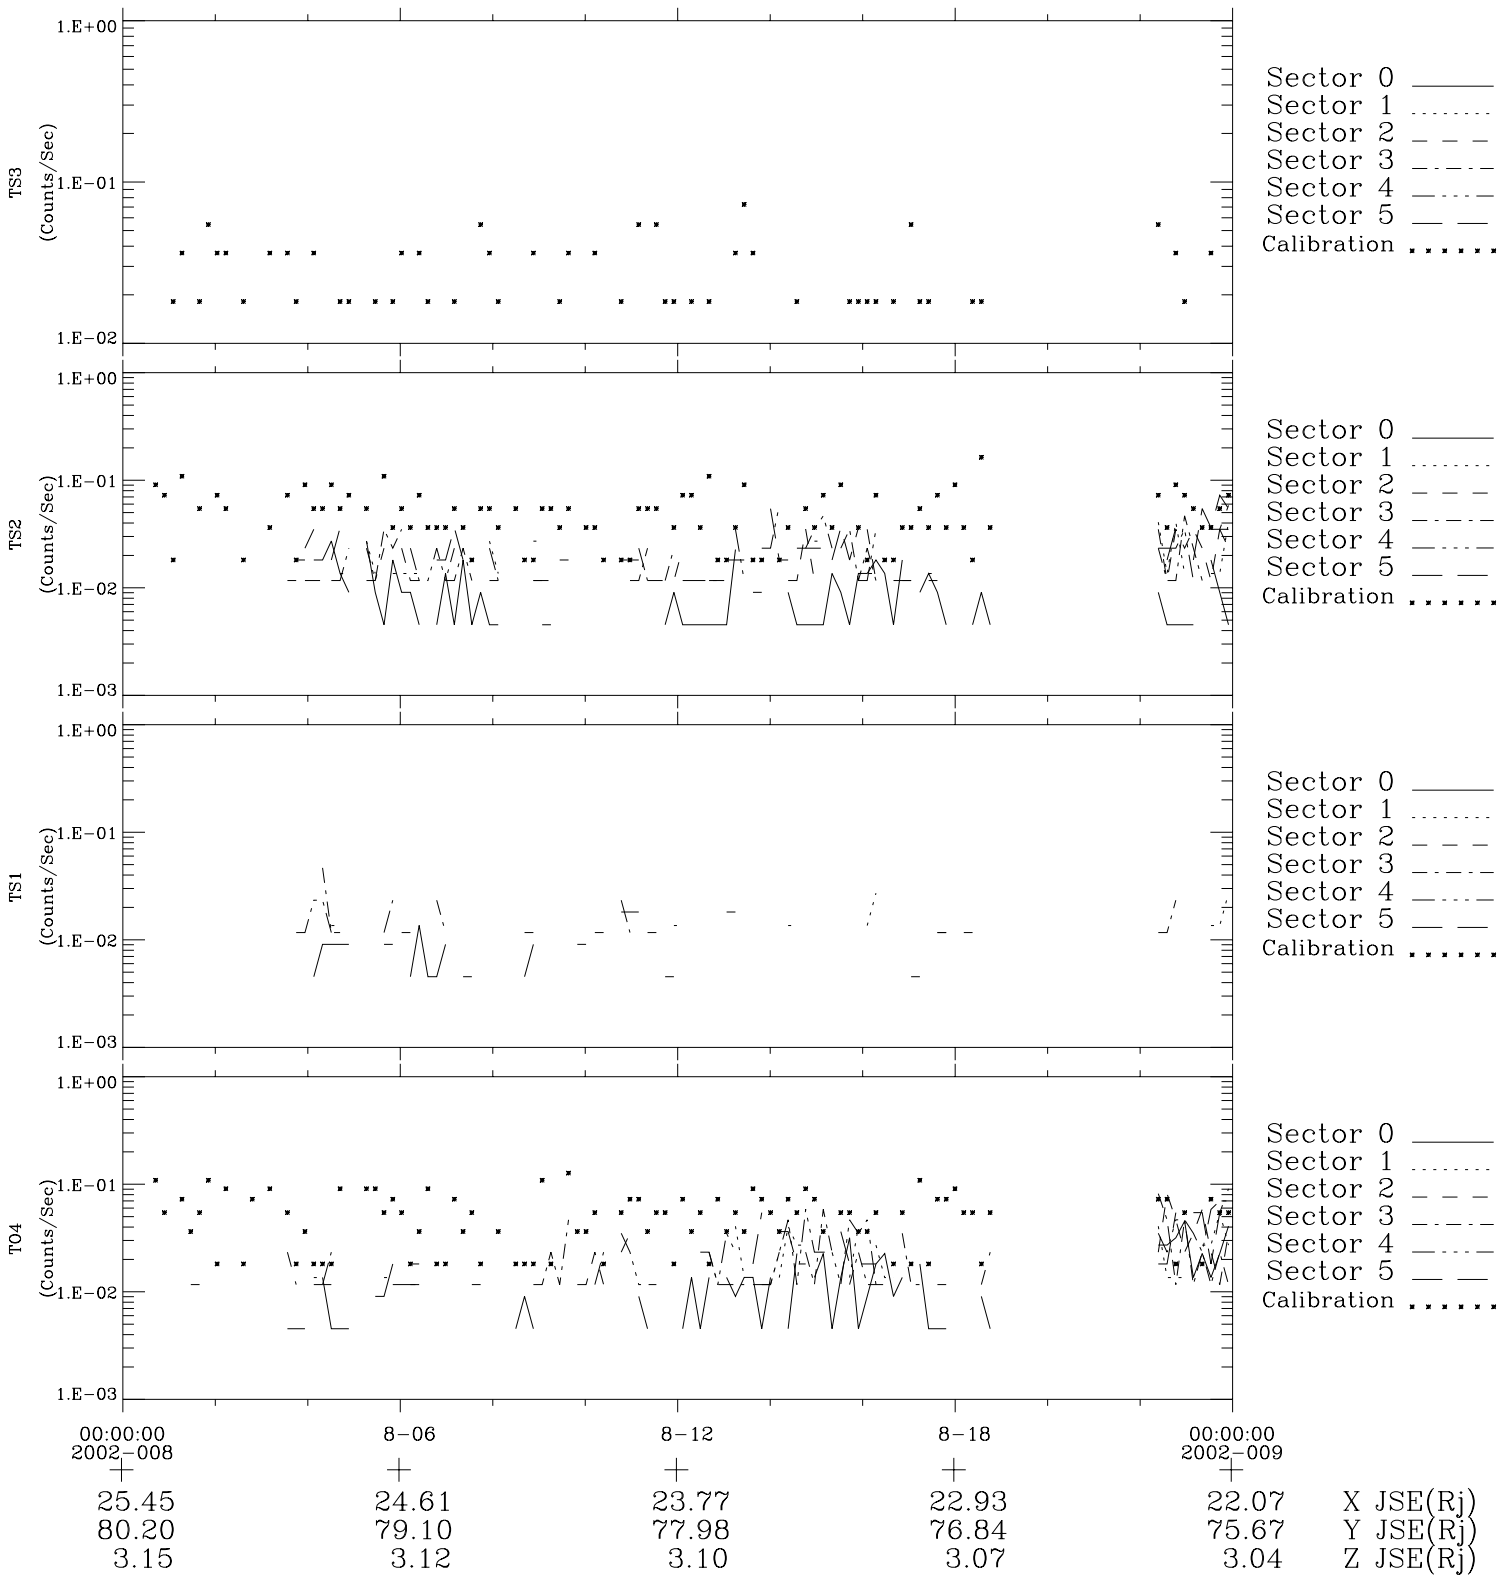 1.E+00
1.E-01
1.E-02
TS3
(Counts/Sec)
Sector 0
Sector 1
Sector 2
Sector 3
Sector 4
Sector 5
Calibration
1.E+00
1.E-01
1.E-02
1.E-03
TS2
(Counts/Sec)
Sector 0
Sector 1
Sector 2
Sector 3
Sector 4
Sector 5
Calibration
1.E+00
1.E-01
1.E-02
1.E-03
TS1
(Counts/Sec)
Sector 0
Sector 1
Sector 2
Sector 3
Sector 4
Sector 5
Calibration
1.E+00
1.E-01
1.E-02
1.E-03
TO4
(Counts/Sec)
Sector 0
Sector 1
Sector 2
Sector 3
Sector 4
Sector 5
Calibration
00:00:00 8-06 8-12 8-18 00:00:00
2002-008 2002-009
25.45 24.61 23.77 22.93 22.07 X JSE(Rj)
80.20 79.10 77.98 76.84 75.67 Y JSE(Rj)
3.15 3.12 3.10 3.07 3.04 Z JSE(Rj)